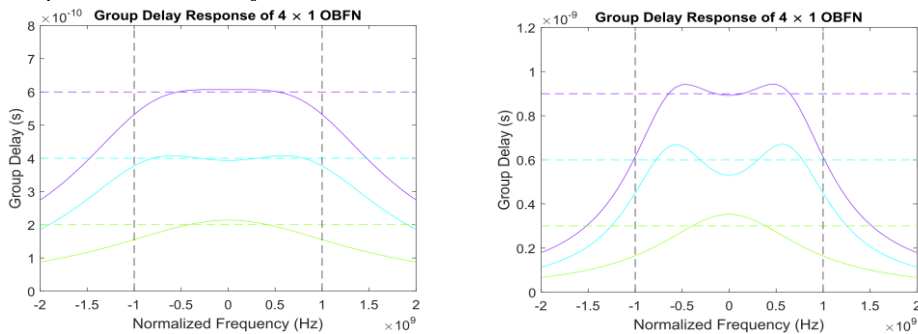 Group Delay Response of 4 × 1 OBFN
8 ×10⁻¹⁰
7
6
5
4
3
2
1
0
Group Delay (s)
-2 -1.5 -1 -0.5 0 0.5 1 1.5 2
Normalized Frequency (Hz) ×10⁹
Group Delay Response of 4 × 1 OBFN
1.2 ×10⁻⁹
1
0.8
0.6
0.4
0.2
0
Group Delay (s)
-2 -1.5 -1 -0.5 0 0.5 1 1.5 2
Normalized Frequency (Hz) ×10⁹